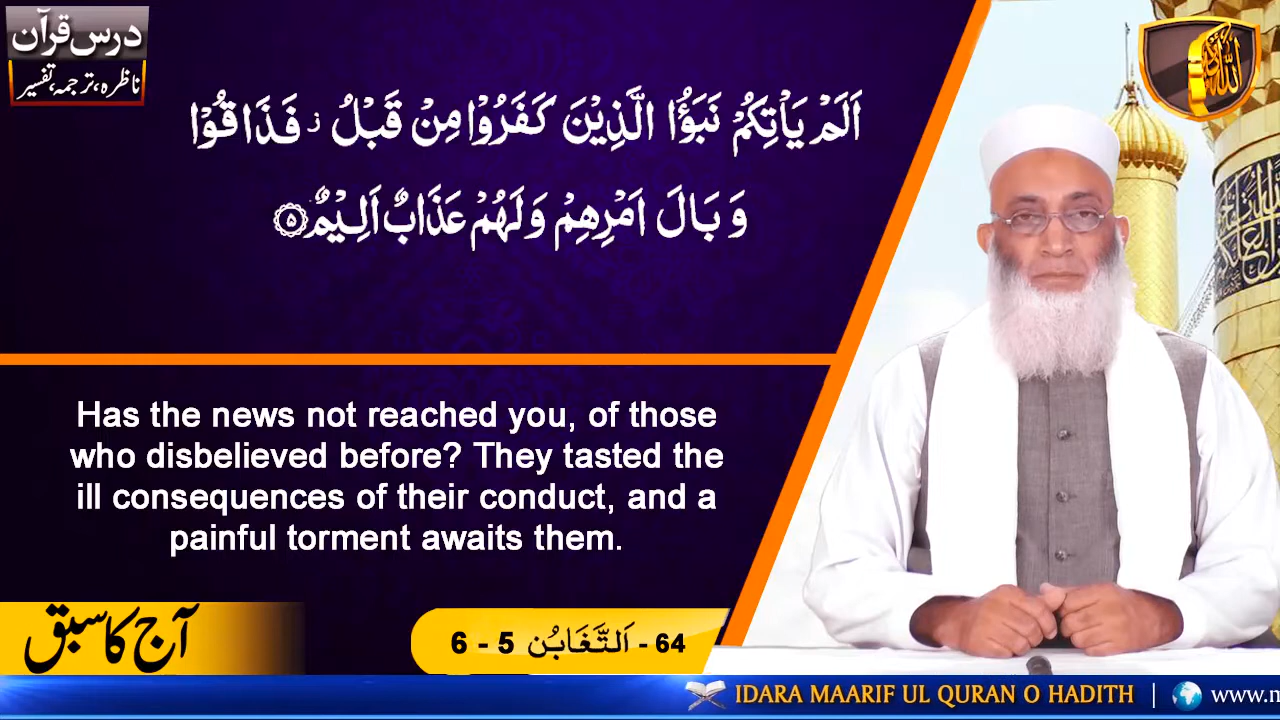 درس قرآن
ناظرہ، ترجمہ، تفسیر
اَلَمْ يَاْتِكُمْ نَبَؤُا الَّذِيْنَ كَفَرُوْا مِنْ قَبْلُ ز فَذَاقُوْا
وَبَالَ اَمْرِهِمْ وَلَهُمْ عَذَابٌ اَلِيْمٌ ۵
Has the news not reached you, of those
who disbelieved before? They tasted the
ill consequences of their conduct, and a
painful torment awaits them.
آج کا سبق
64 - اَلتَّغَابُن 5 - 6
IDARA MAARIF UL QURAN O HADITH | www.m